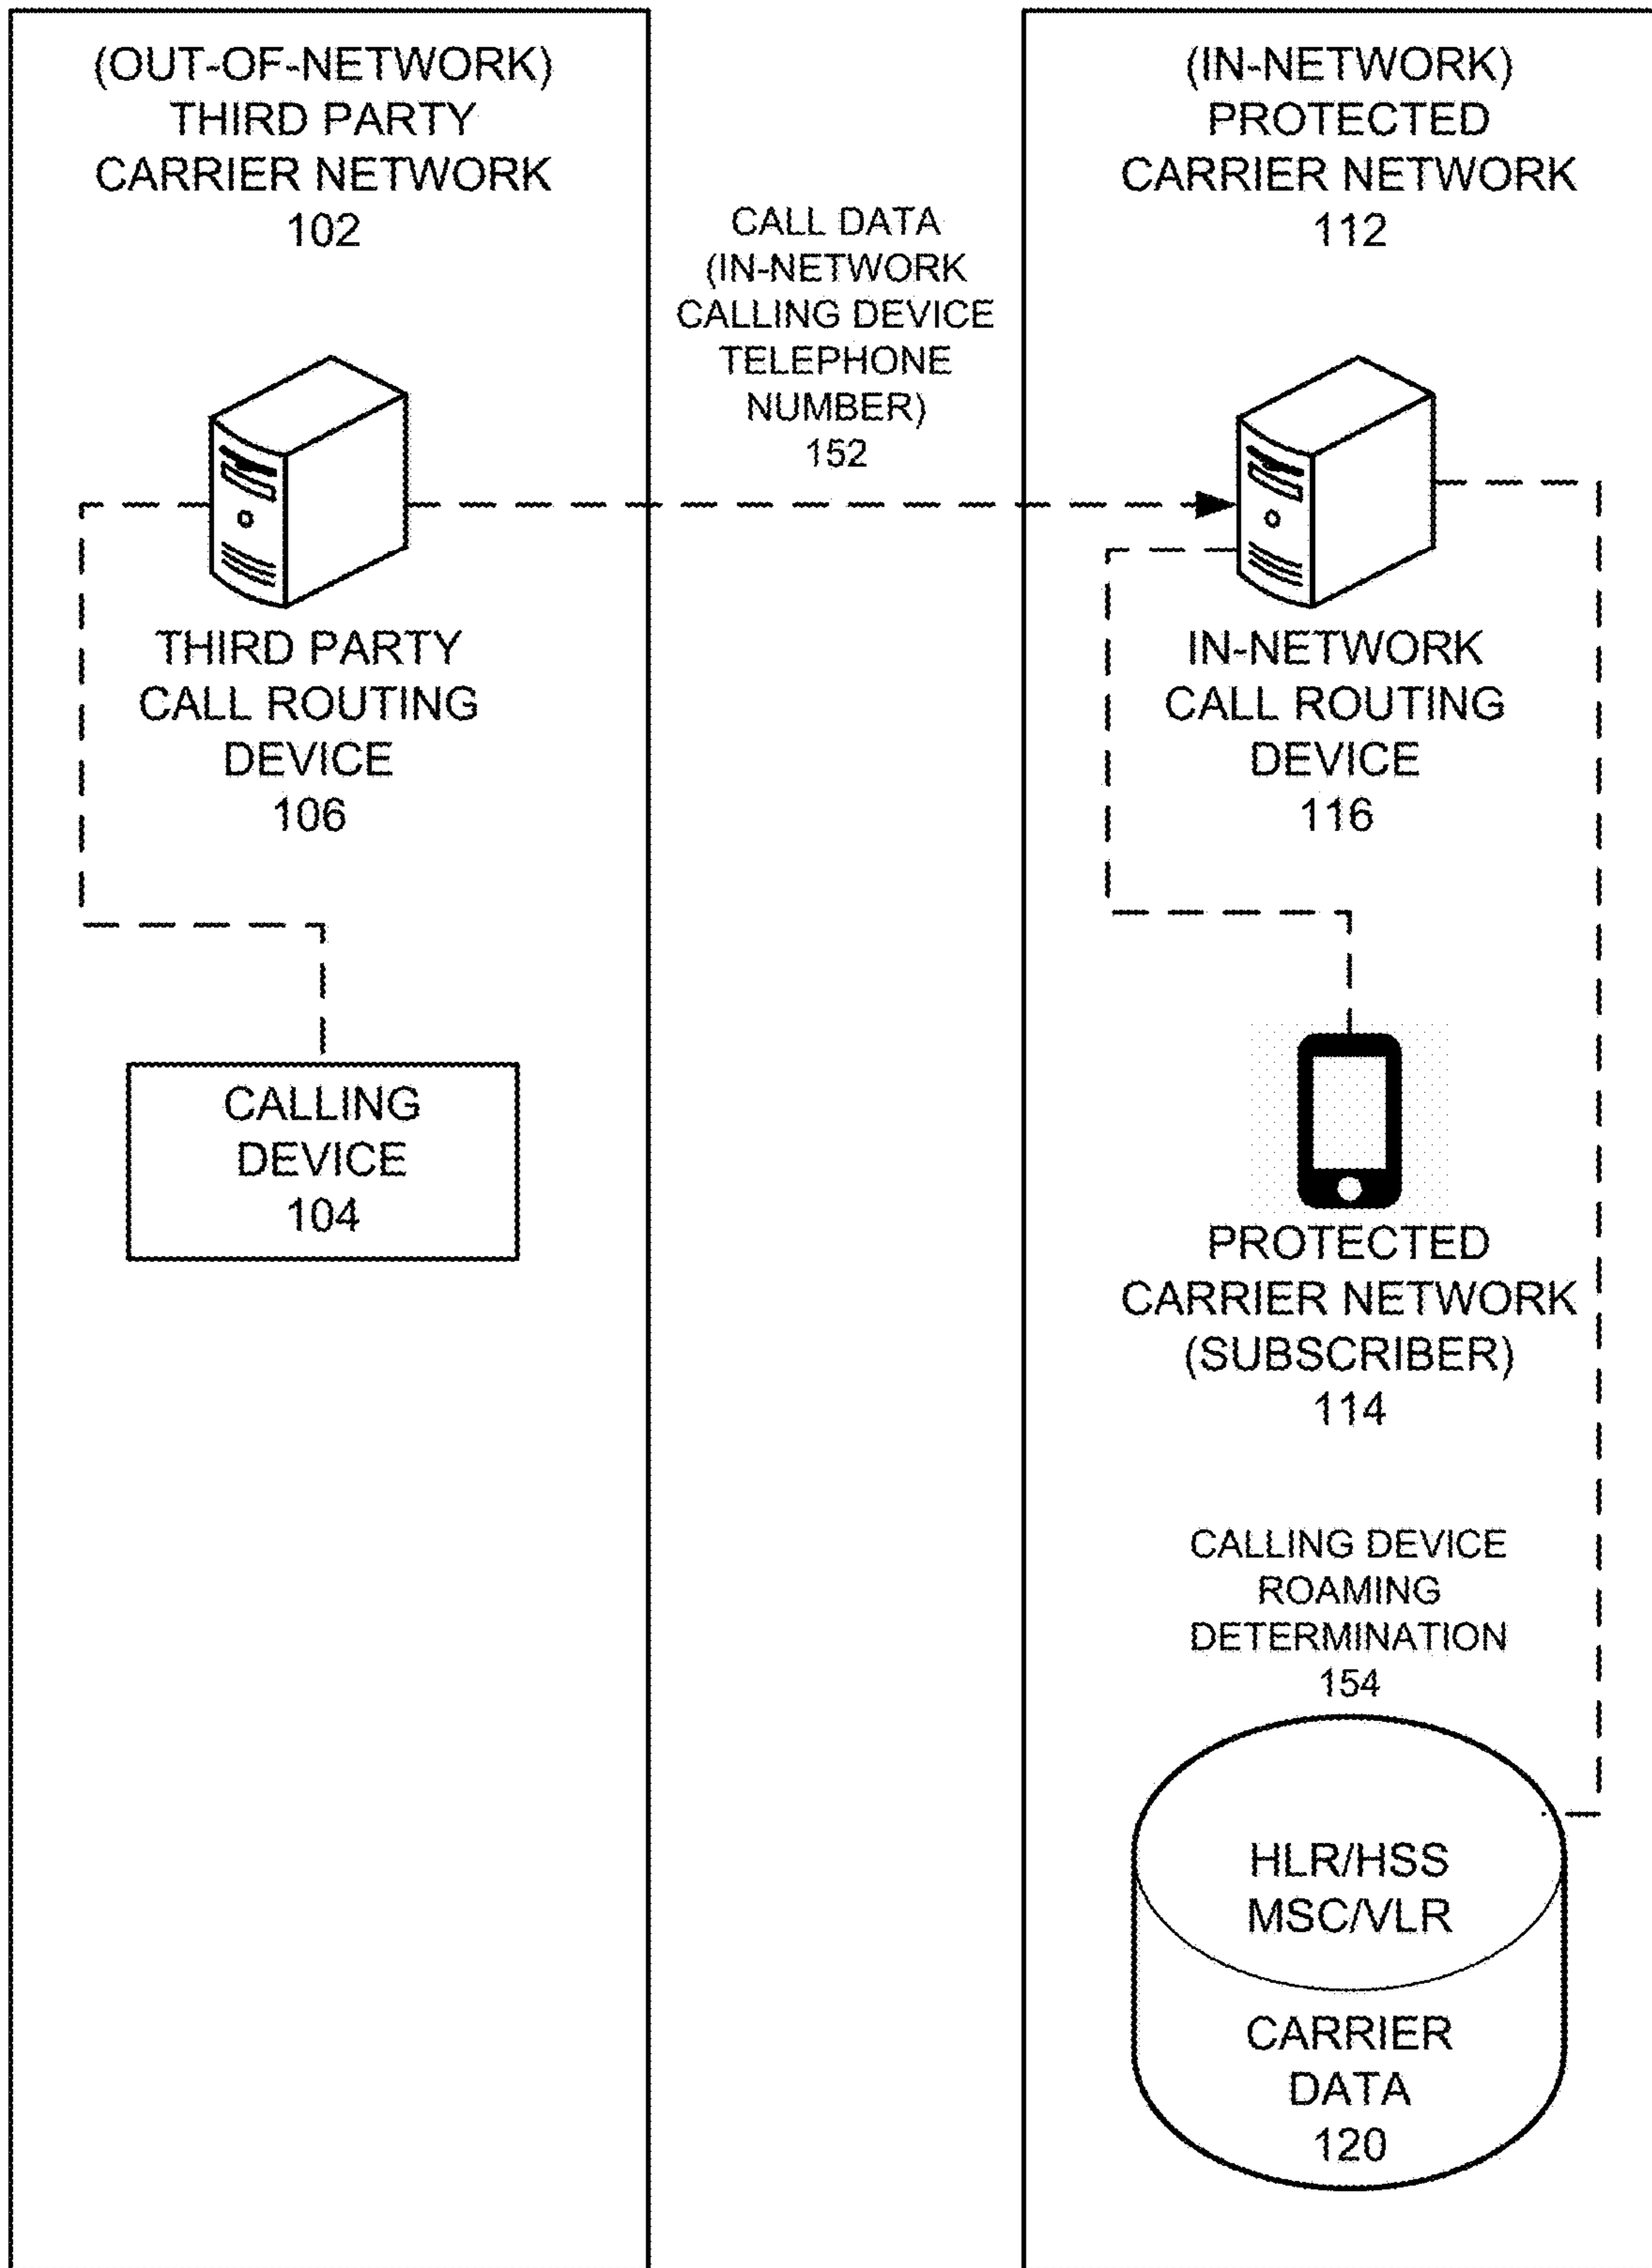 (OUT-OF-NETWORK)
THIRD PARTY
CARRIER NETWORK
102
THIRD PARTY
CALL ROUTING
DEVICE
106
CALLING
DEVICE
104
CALL DATA
(IN-NETWORK
CALLING DEVICE
TELEPHONE
NUMBER)
152
(IN-NETWORK)
PROTECTED
CARRIER NETWORK
112
IN-NETWORK
CALL ROUTING
DEVICE
116
PROTECTED
CARRIER NETWORK
(SUBSCRIBER)
114
CALLING DEVICE
ROAMING
DETERMINATION
154
HLR/HSS
MSC/VLR
CARRIER
DATA
120